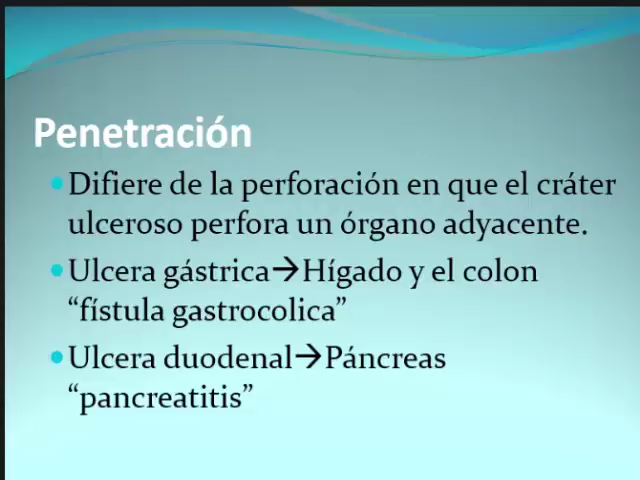 Penetración
Difiere de la perforación en que el cráter
ulceroso perfora un órgano adyacente.
Ulcera gástrica→Hígado y el colon
“fístula gastrocolica”
Ulcera duodenal→Páncreas
“pancreatitis”